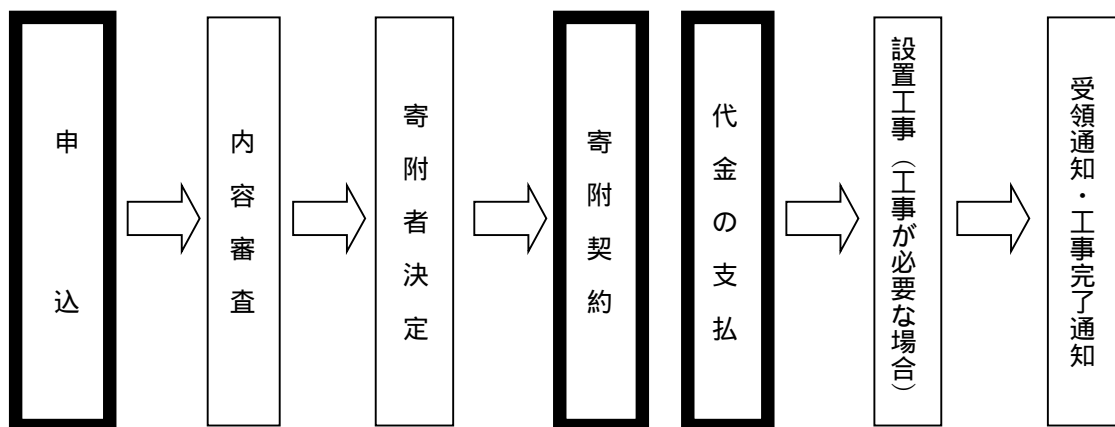 申込
内容審査
寄附者決定
寄附契約
代金の支払
設置工事（工事が必要な場合）
受領通知・工事完了通知